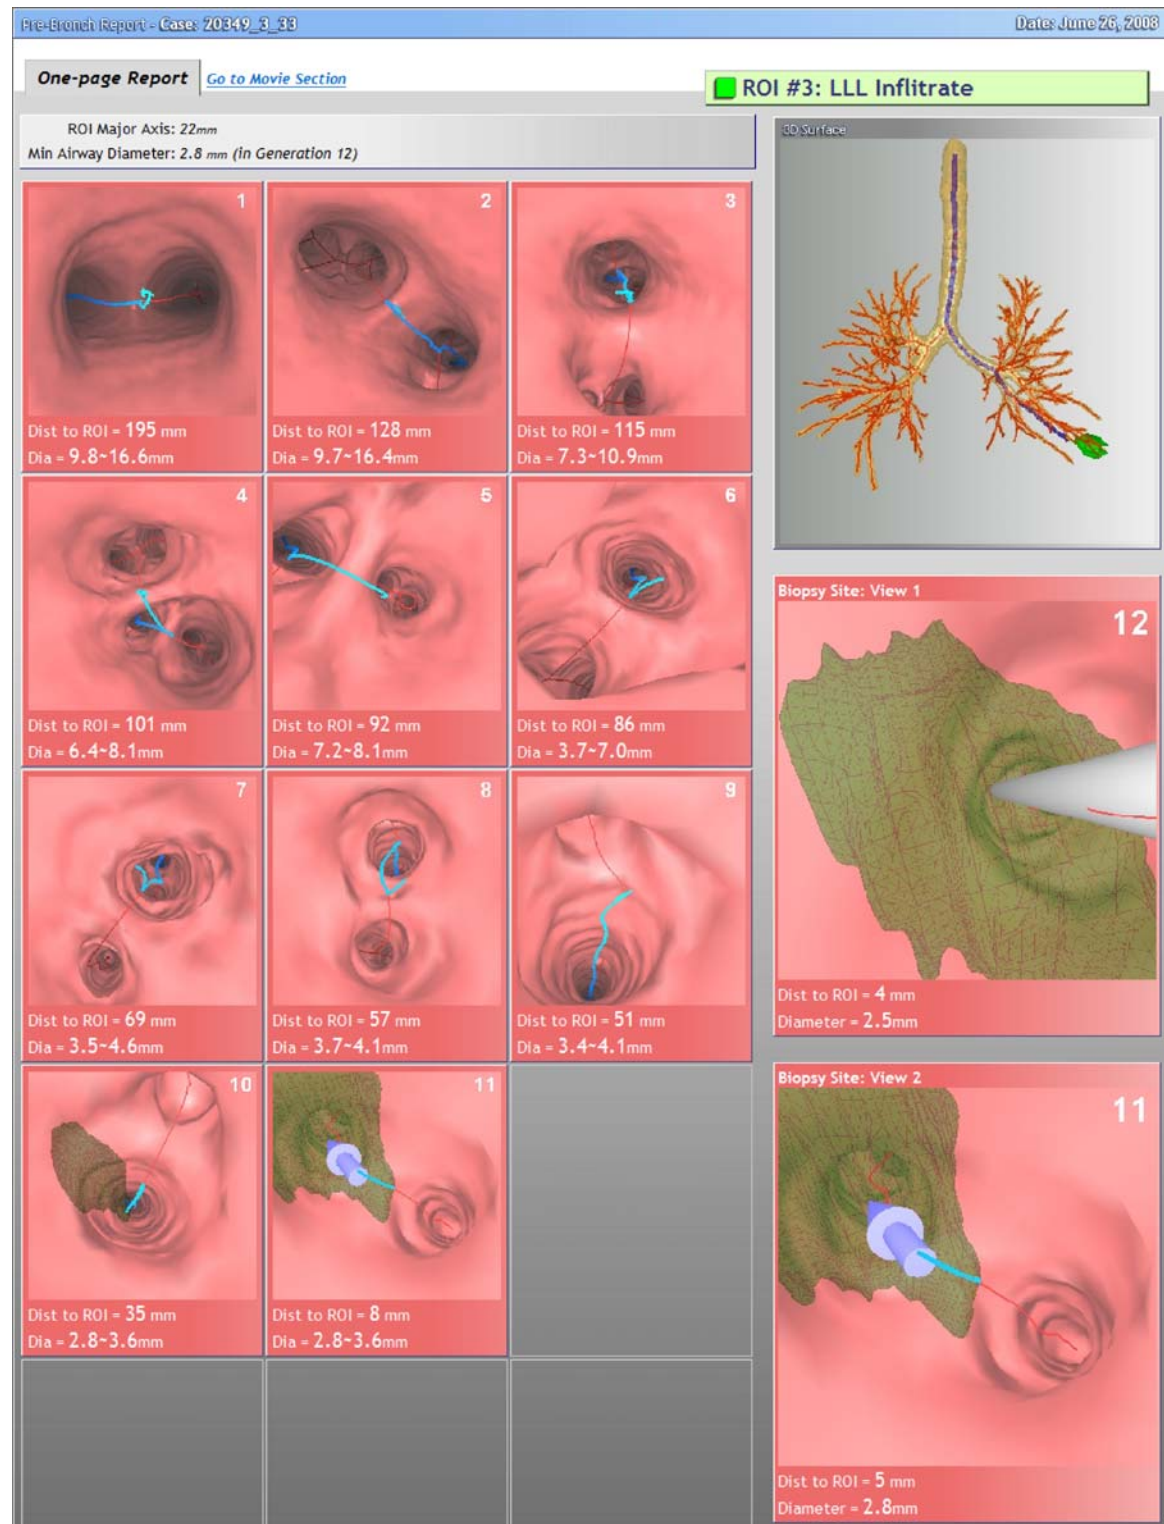 Pre-Bronch Report - Case: 20349_3_33
Date: June 26, 2008
One-page Report
Go to Movie Section
ROI #3: LLL Inflitrate
ROI Major Axis: 22mm
Min Airway Diameter: 2.8 mm (in Generation 12)
1
Dist to ROI = 195 mm
Dia = 9.8~16.6mm
2
Dist to ROI = 128 mm
Dia = 9.7~16.4mm
3
Dist to ROI = 115 mm
Dia = 7.3~10.9mm
4
Dist to ROI = 101 mm
Dia = 6.4~8.1mm
5
Dist to ROI = 92 mm
Dia = 7.2~8.1mm
6
Dist to ROI = 86 mm
Dia = 3.7~7.0mm
7
Dist to ROI = 69 mm
Dia = 3.5~4.6mm
8
Dist to ROI = 57 mm
Dia = 3.7~4.1mm
9
Dist to ROI = 51 mm
Dia = 3.4~4.1mm
10
Dist to ROI = 35 mm
Dia = 2.8~3.6mm
11
Dist to ROI = 8 mm
Dia = 2.8~3.6mm
3D Surface
Biopsy Site: View 1
12
Dist to ROI = 4 mm
Diameter = 2.5mm
Biopsy Site: View 2
11
Dist to ROI = 5 mm
Diameter = 2.8mm